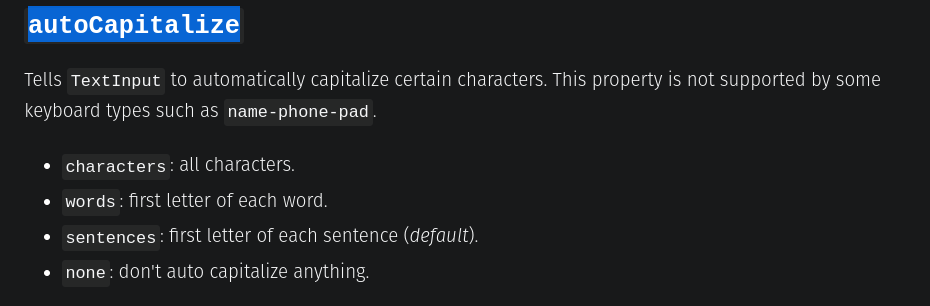 autoCapitalize
Tells TextInput to automatically capitalize certain characters. This property is not supported by some
keyboard types such as name-phone-pad.
• characters: all characters.
• words: first letter of each word.
• sentences: first letter of each sentence (default).
• none: don't auto capitalize anything.